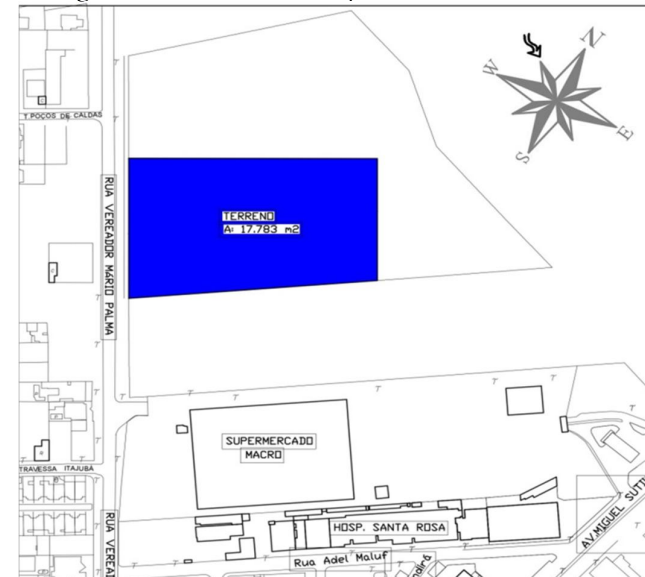 N
W
T.POÇOS DE CALDAS
E
S
RUA VEREADOR MÁRIO PALMA
TERRENO
A: 17.783 m2
SUPERMERCADO
MACRO
TRAVESSA ITAJUBÁ
HOSP. SANTA ROSA
AV.MIGUEL SUTI
RUA VEREA
Rua Adel Maluf